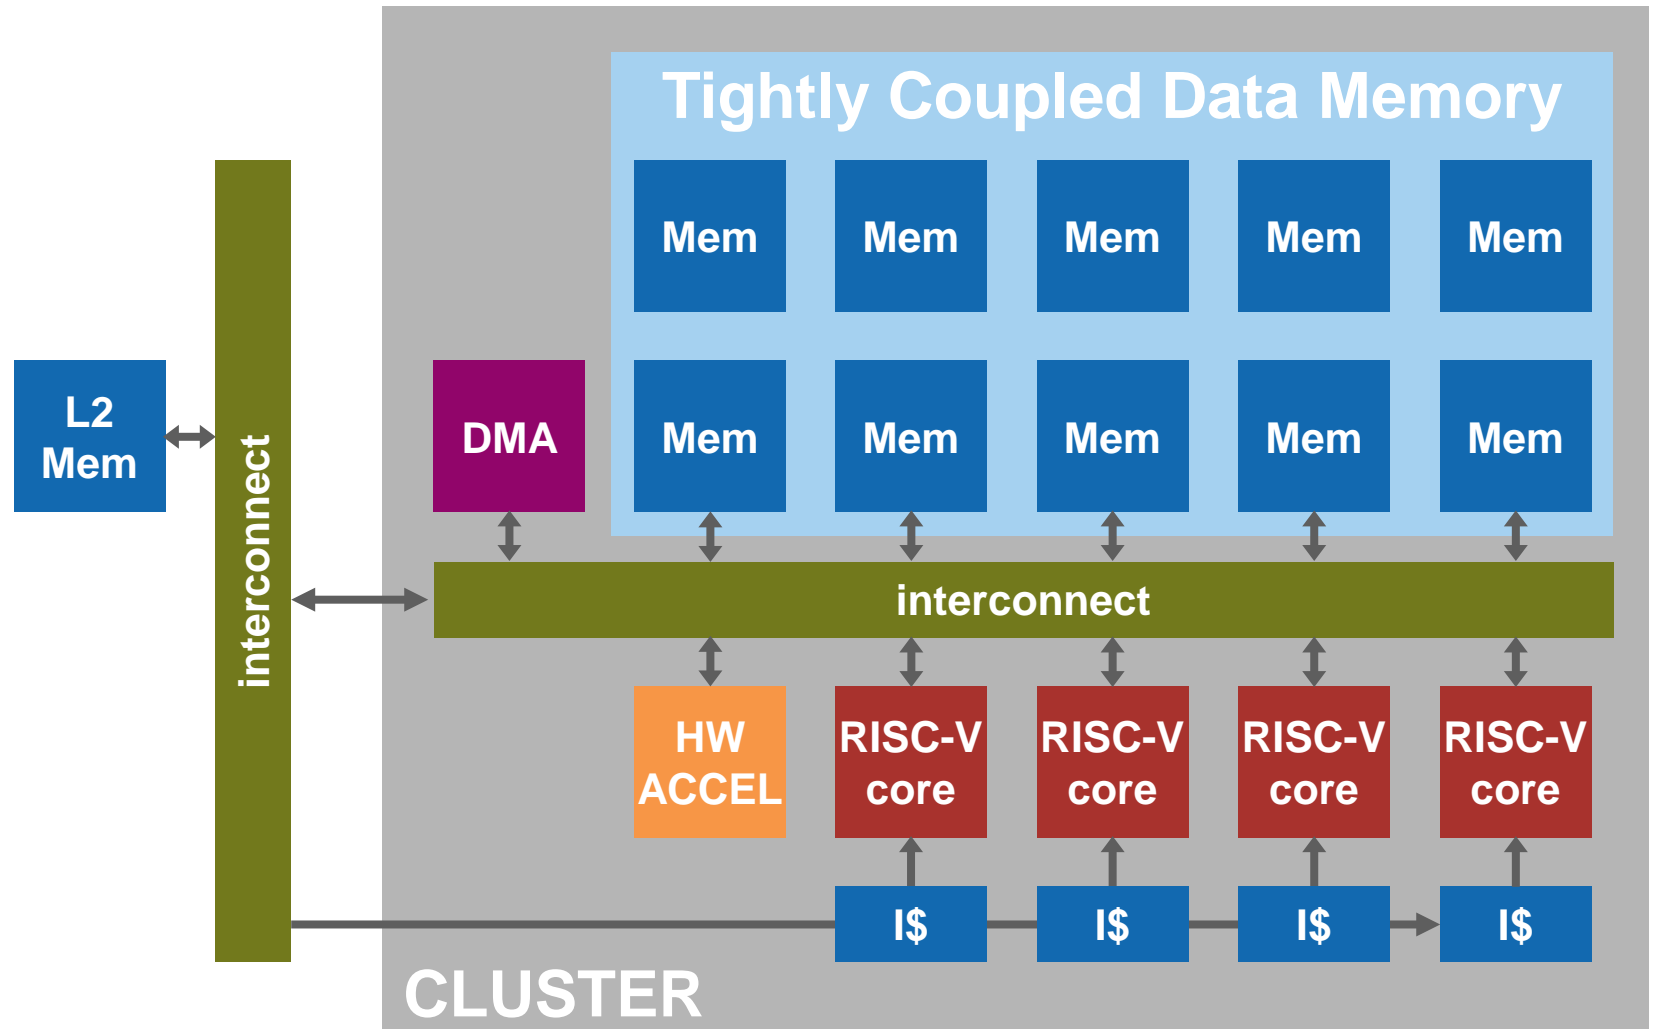 Tightly Coupled Data Memory
Mem Mem Mem Mem Mem
L2
Mem
interconnect
DMA
Mem Mem Mem Mem Mem
interconnect
HW
ACCEL
RISC-V
core
RISC-V
core
RISC-V
core
RISC-V
core
I$ I$ I$ I$
CLUSTER